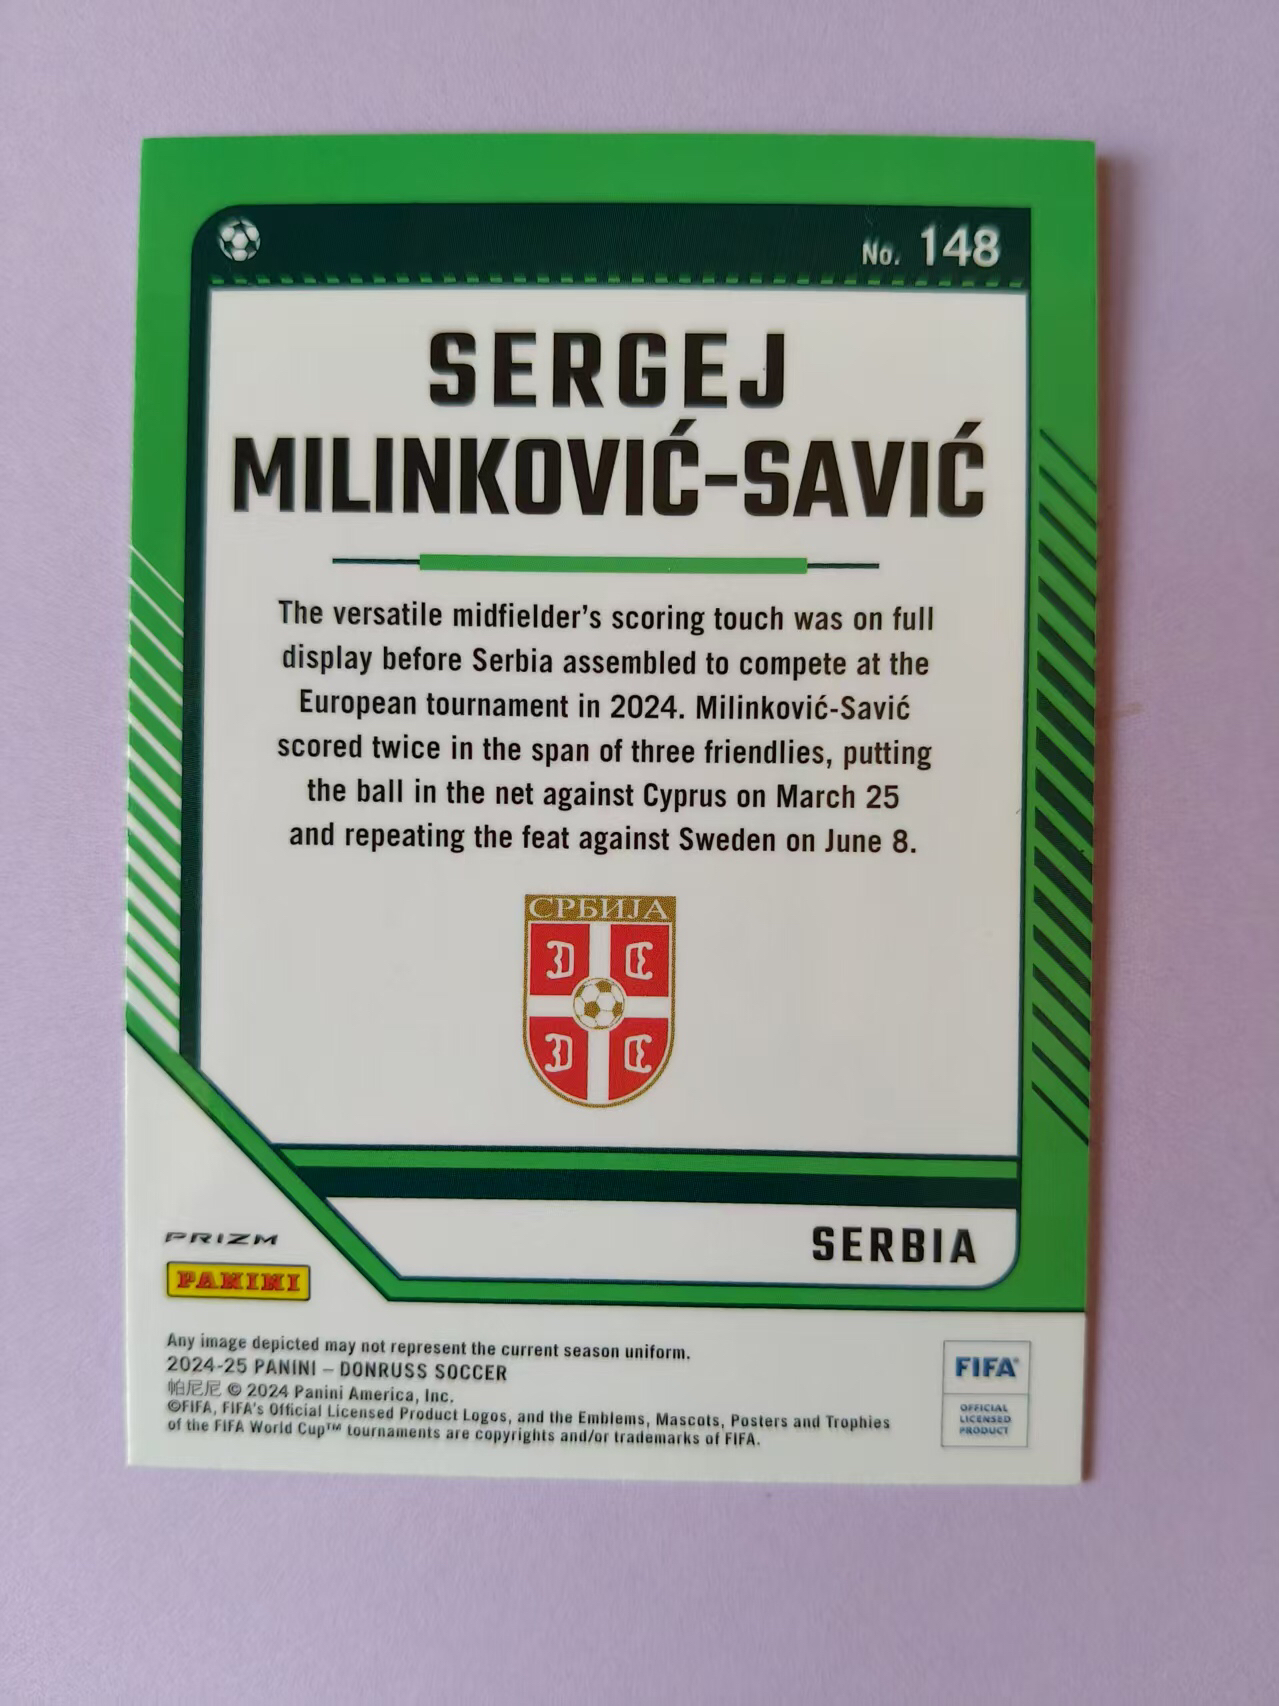 No. 148
SERGEJ
MILINKOVIĆ-SAVIĆ
The versatile midfielder's scoring touch was on full
display before Serbia assembled to compete at the
European tournament in 2024. Milinković-Savić
scored twice in the span of three friendlies, putting
the ball in the net against Cyprus on March 25
and repeating the feat against Sweden on June 8.
СРБИЈА
SERBIA
PRIZM
PANINI
Any image depicted may not represent the current season uniform.
2024-25 PANINI – DONRUSS SOCCER
帕尼尼 © 2024 Panini America, Inc.
©FIFA, FIFA's Official Licensed Product Logos, and the Emblems, Mascots, Posters and Trophies
of the FIFA World Cup™ tournaments are copyrights and/or trademarks of FIFA.
FIFA®
OFFICIAL
LICENSED
PRODUCT